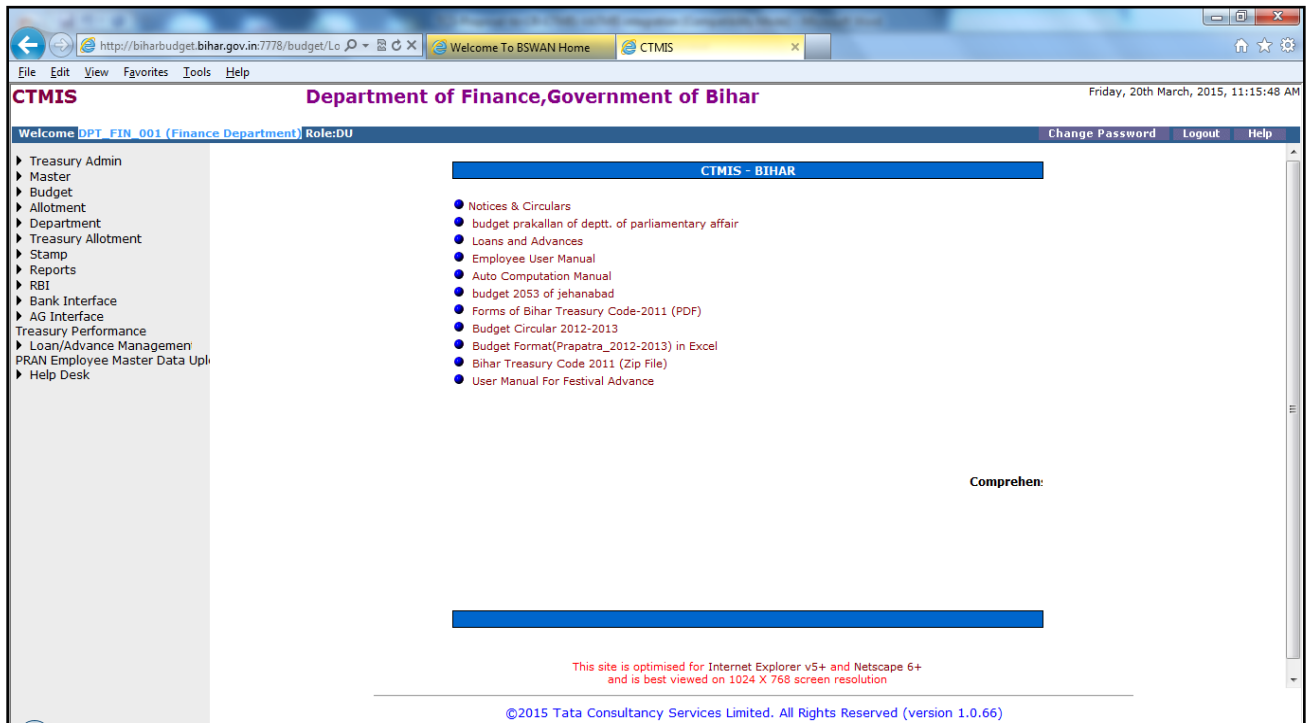 http://biharbudget.bihar.gov.in:7778/budget/Lo
Welcome To BSWAN Home
CTMIS
File Edit View Favorites Tools Help
CTMIS
Department of Finance,Government of Bihar
Friday, 20th March, 2015, 11:15:48 AM
Welcome DPT_FIN_001 (Finance Department) Role:DU
Change Password Logout Help
Treasury Admin
Master
Budget
Allotment
Department
Treasury Allotment
Stamp
Reports
RBI
Bank Interface
AG Interface
Treasury Performance
Loan/Advance Managemen
PRAN Employee Master Data Uplo
Help Desk
CTMIS - BIHAR
Notices & Circulars
budget prakallan of deptt. of parliamentary affair
Loans and Advances
Employee User Manual
Auto Computation Manual
budget 2053 of jehanabad
Forms of Bihar Treasury Code-2011 (PDF)
Budget Circular 2012-2013
Budget Format(Prapatra_2012-2013) in Excel
Bihar Treasury Code 2011 (Zip File)
User Manual For Festival Advance
Comprehen
This site is optimised for Internet Explorer v5+ and Netscape 6+
and is best viewed on 1024 X 768 screen resolution
©2015 Tata Consultancy Services Limited. All Rights Reserved (version 1.0.66)